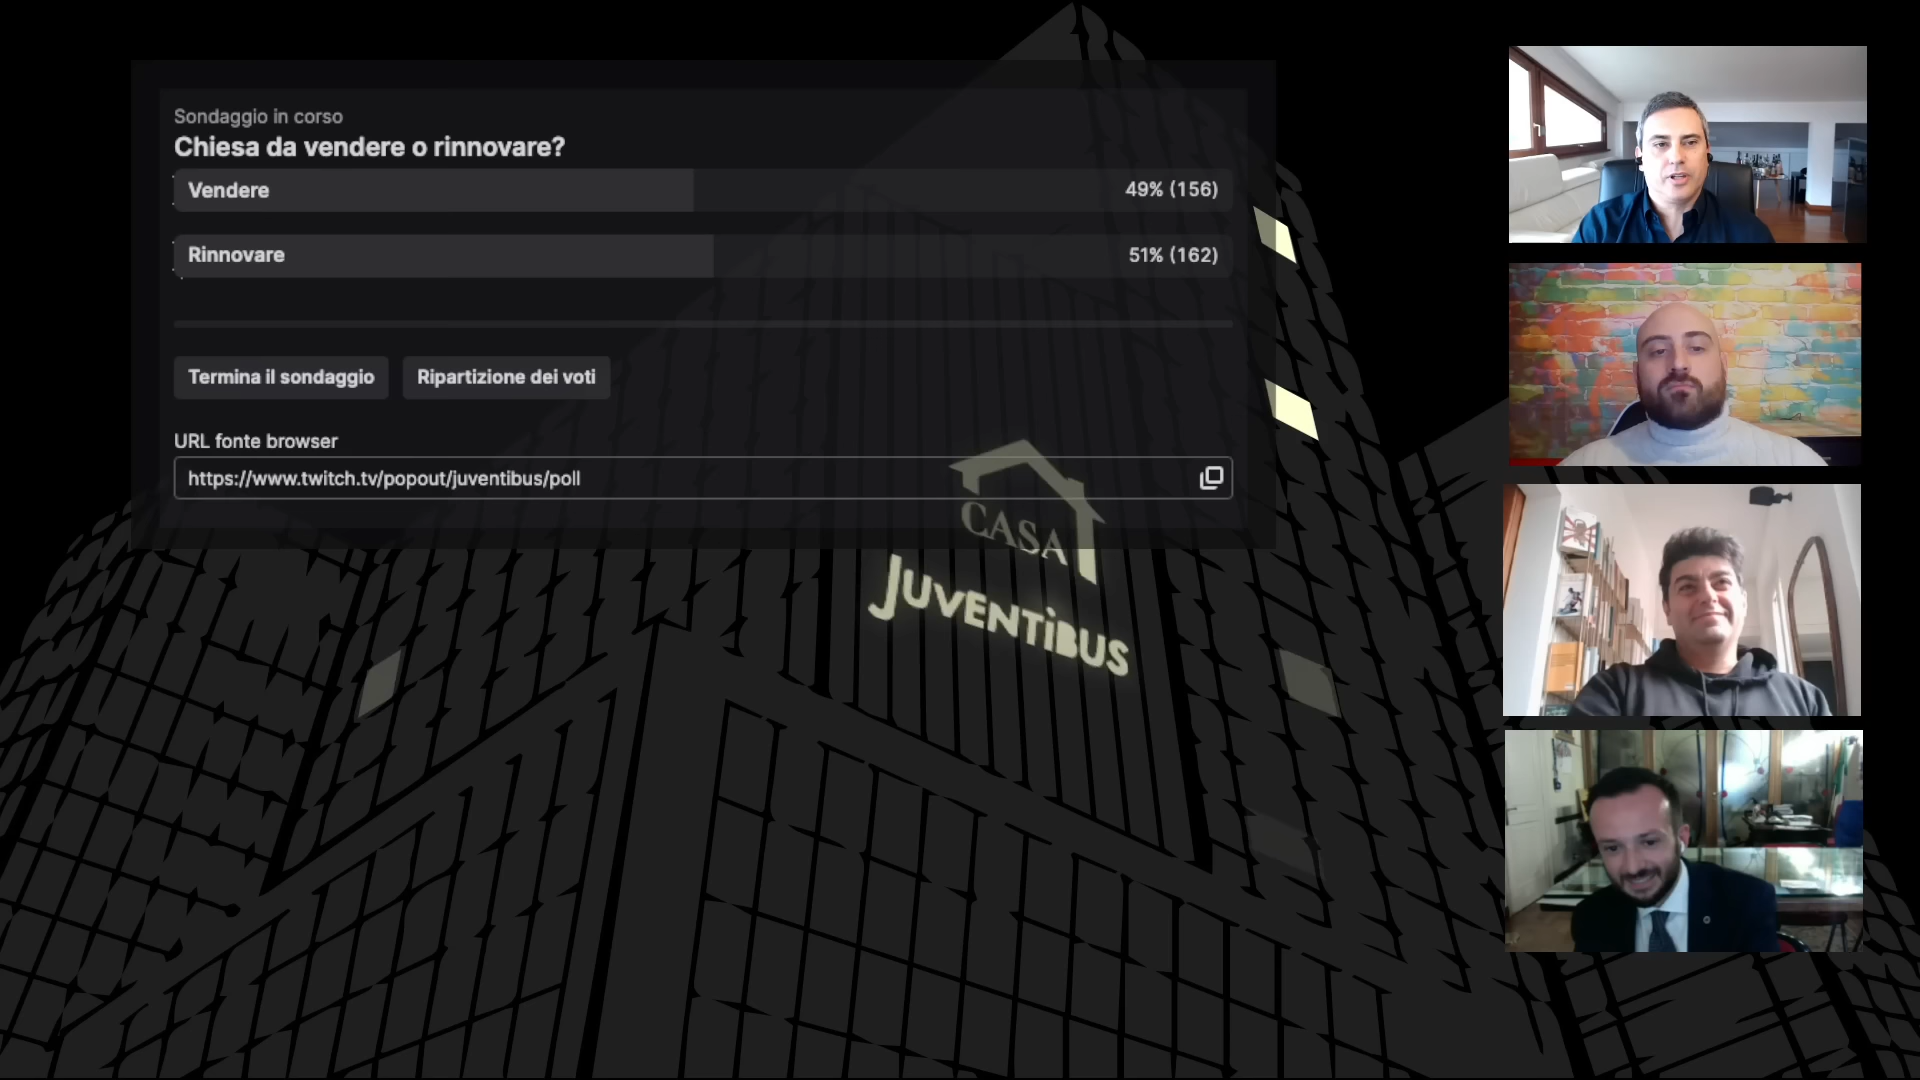 Sondaggio in corso
Chiesa da vendere o rinnovare?
Vendere 49% (156)
Rinnovare 51% (162)
Termina il sondaggio Ripartizione dei voti
URL fonte browser
https://www.twitch.tv/popout/juventibus/poll
CASA
JUVENTIBUS